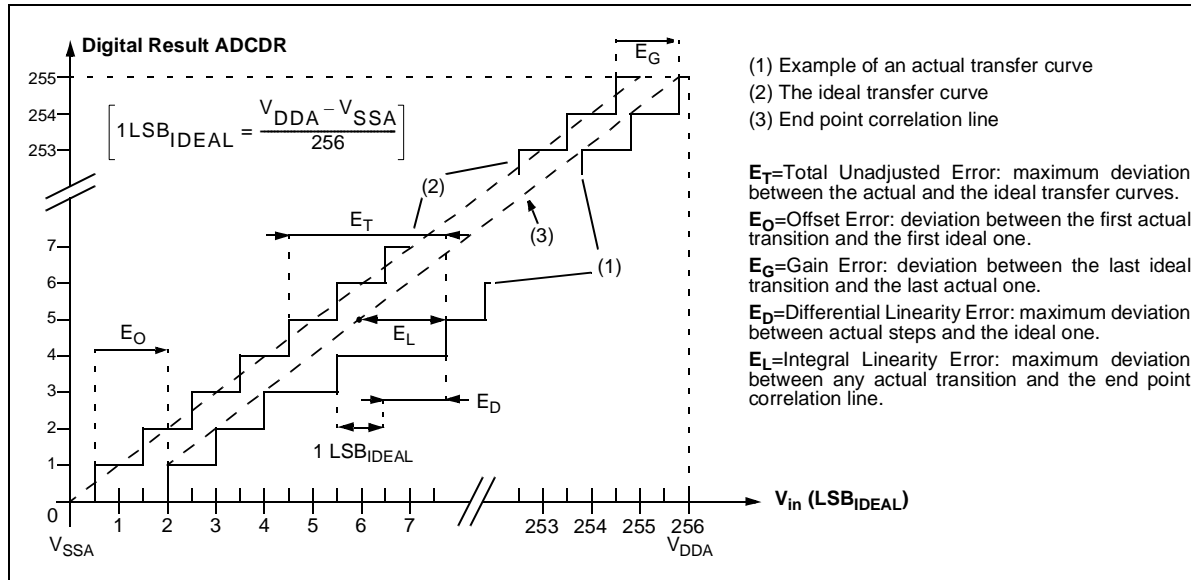 Digital Result ADCDR
E_G
255
254
253
[1LSB_IDEAL = (V_DDA – V_SSA) / 256]
(2)
E_T
(3)
(1)
7
6
5
4
3
2
1
0
E_O
E_L
E_D
1 LSB_IDEAL
1 2 3 4 5 6 7 253 254 255 256
V_in (LSB_IDEAL)
V_SSA
V_DDA
(1) Example of an actual transfer curve
(2) The ideal transfer curve
(3) End point correlation line
E_T=Total Unadjusted Error: maximum deviation
between the actual and the ideal transfer curves.
E_O=Offset Error: deviation between the first actual
transition and the first ideal one.
E_G=Gain Error: deviation between the last ideal
transition and the last actual one.
E_D=Differential Linearity Error: maximum deviation
between actual steps and the ideal one.
E_L=Integral Linearity Error: maximum deviation
between any actual transition and the end point
correlation line.